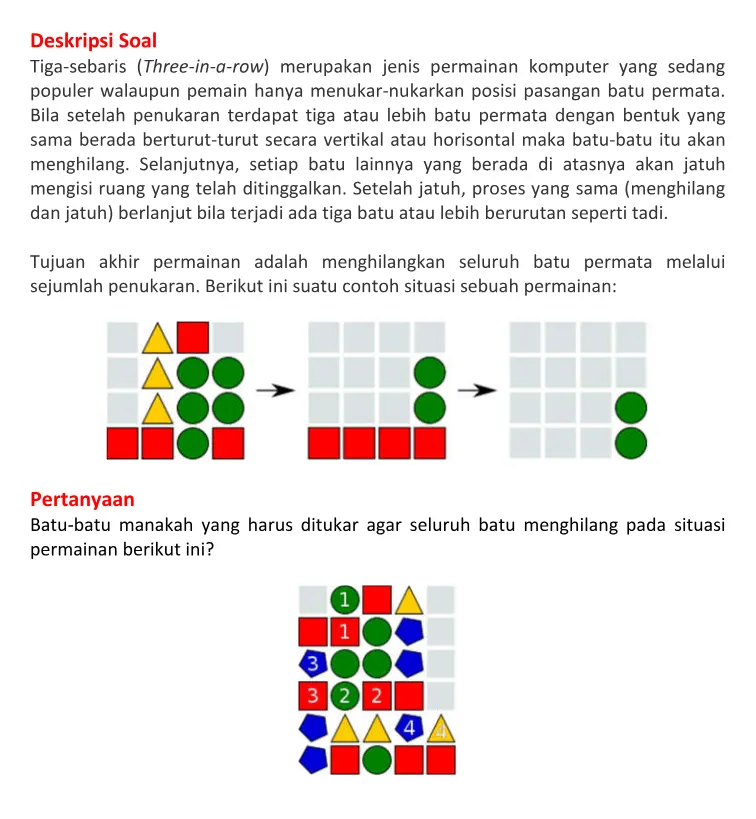 Deskripsi Soal
Tiga-sebaris (Three-in-a-row) merupakan jenis permainan komputer yang sedang
populer walaupun pemain hanya menukar-nukarkan posisi pasangan batu permata.
Bila setelah penukaran terdapat tiga atau lebih batu permata dengan bentuk yang
sama berada berturut-turut secara vertikal atau horisontal maka batu-batu itu akan
menghilang. Selanjutnya, setiap batu lainnya yang berada di atasnya akan jatuh
mengisi ruang yang telah ditinggalkan. Setelah jatuh, proses yang sama (menghilang
dan jatuh) berlanjut bila terjadi ada tiga batu atau lebih berurutan seperti tadi.
Tujuan akhir permainan adalah menghilangkan seluruh batu permata melalui
sejumlah penukaran. Berikut ini suatu contoh situasi sebuah permainan:
Pertanyaan
Batu-batu manakah yang harus ditukar agar seluruh batu menghilang pada situasi
permainan berikut ini?
1
1
3
3 2 2
4 4